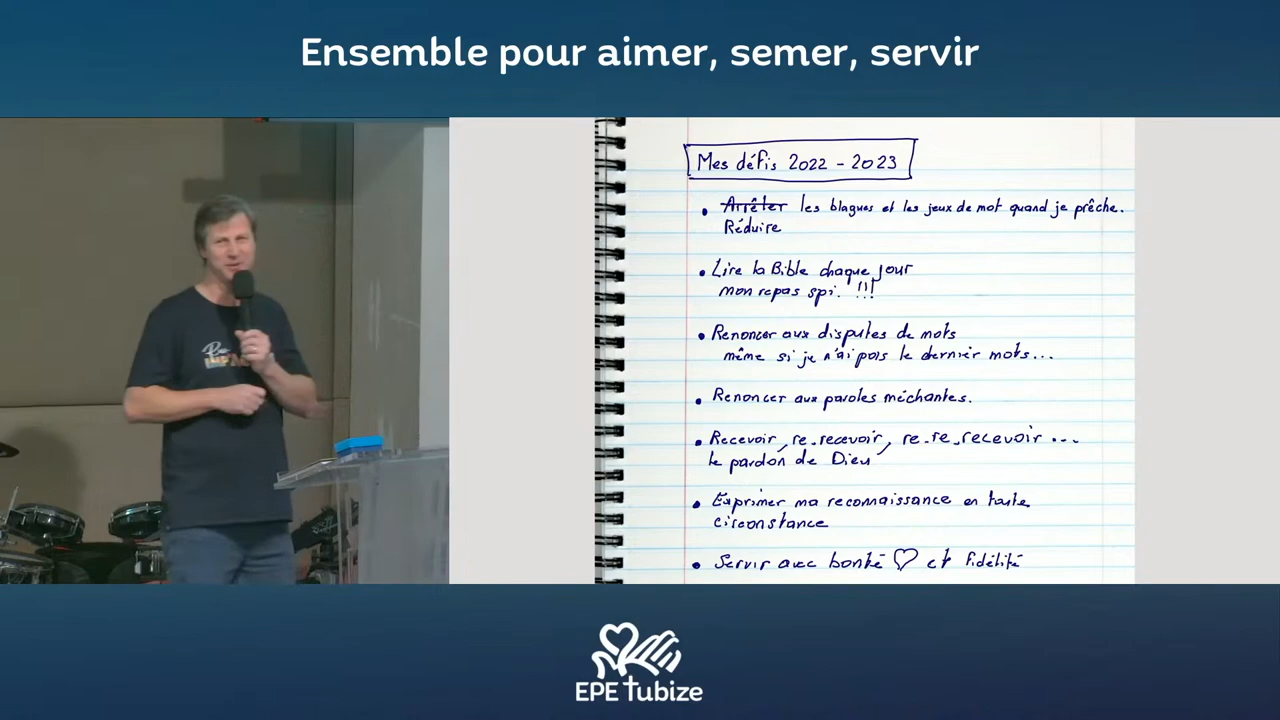 Ensemble pour aimer, semer, servir
Mes défis 2022 - 2023
• Arrêter les blagues et les jeux de mot quand je prêche.
Réduire
• Lire la Bible chaque jour
mon repas spi. !!!
• Renoncer aux disputes de mots
même si je n'ai pas le dernier mots...
• Renoncer aux paroles méchantes.
• Recevoir, re-recevoir, re-re-recevoir ...
le pardon de Dieu
• Exprimer ma reconnaissance en toute
circonstance
• Servir avec bonté ♡ et fidélité
EPE Tubize